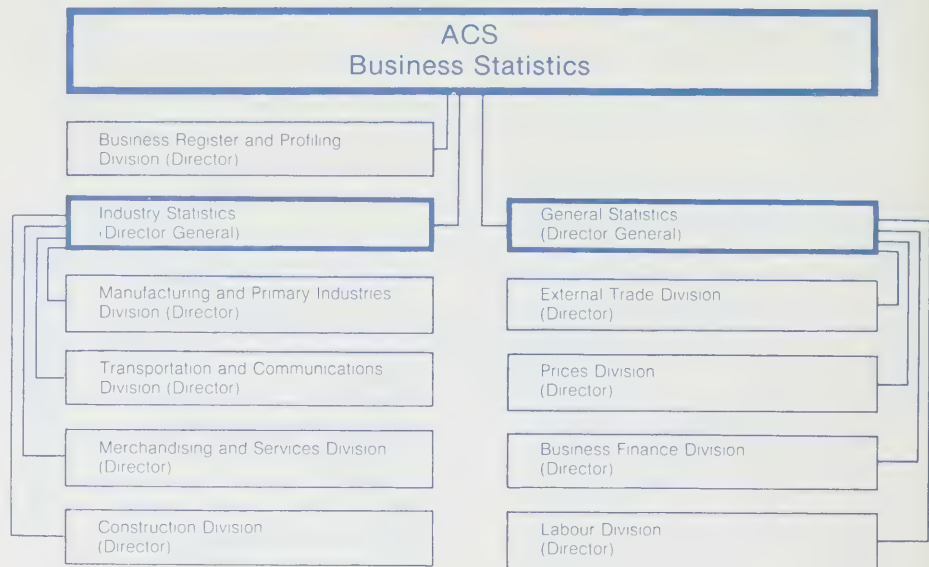 ACS
Business Statistics
Business Register and Profiling
Division (Director)
Industry Statistics
(Director General)
Manufacturing and Primary Industries
Division (Director)
Transportation and Communications
Division (Director)
Merchandising and Services Division
(Director)
Construction Division
(Director)
General Statistics
(Director General)
External Trade Division
(Director)
Prices Division
(Director)
Business Finance Division
(Director)
Labour Division
(Director)